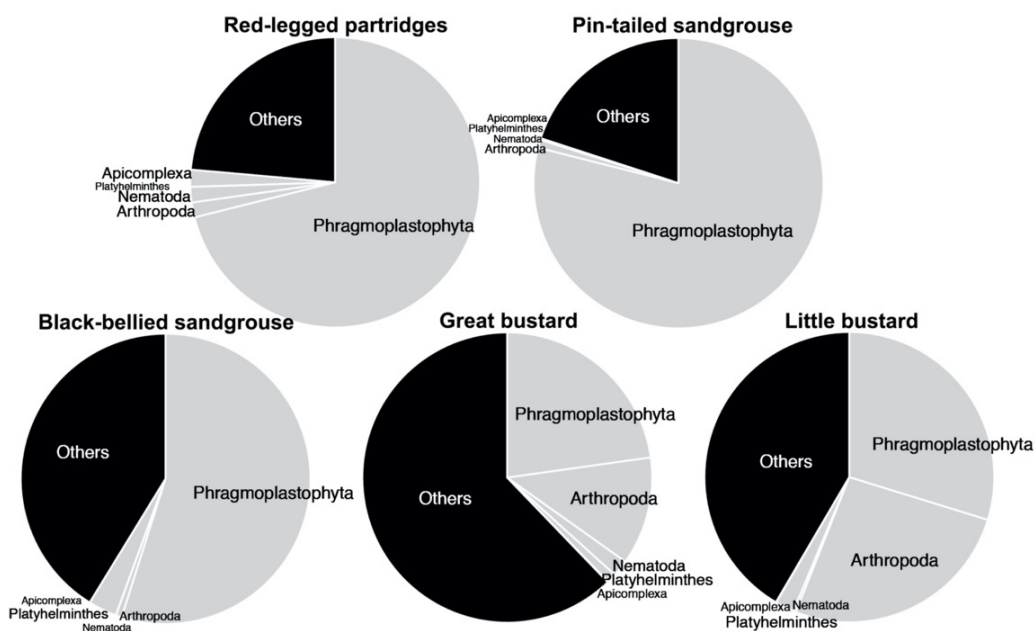 Red-legged partridges
Others
Apicomplexa
Platyhelminthes
Nematoda
Arthropoda
Phragmoplastophyta
Pin-tailed sandgrouse
Others
Apicomplexa
Platyhelminthes
Nematoda
Arthropoda
Phragmoplastophyta
Black-bellied sandgrouse
Others
Phragmoplastophyta
Apicomplexa
Platyhelminthes
Nematoda
Arthropoda
Great bustard
Phragmoplastophyta
Others
Arthropoda
Nematoda
Platyhelminthes
Apicomplexa
Little bustard
Others
Phragmoplastophyta
Arthropoda
Apicomplexa
Nematoda
Platyhelminthes